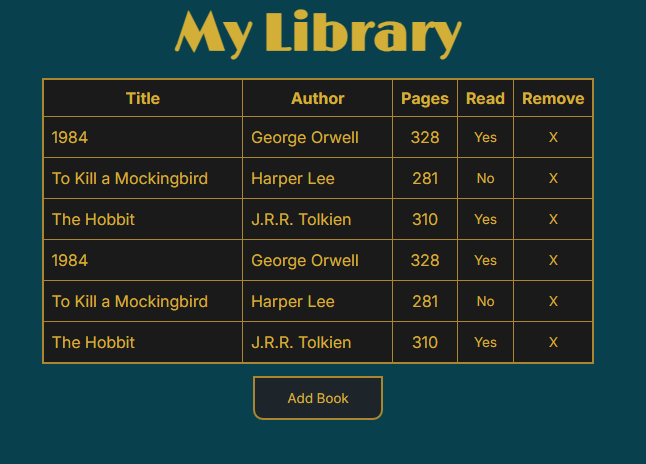 My Library
Title Author Pages Read Remove
1984 George Orwell 328 Yes X
To Kill a Mockingbird Harper Lee 281 No X
The Hobbit J.R.R. Tolkien 310 Yes X
1984 George Orwell 328 Yes X
To Kill a Mockingbird Harper Lee 281 No X
The Hobbit J.R.R. Tolkien 310 Yes X
Add Book